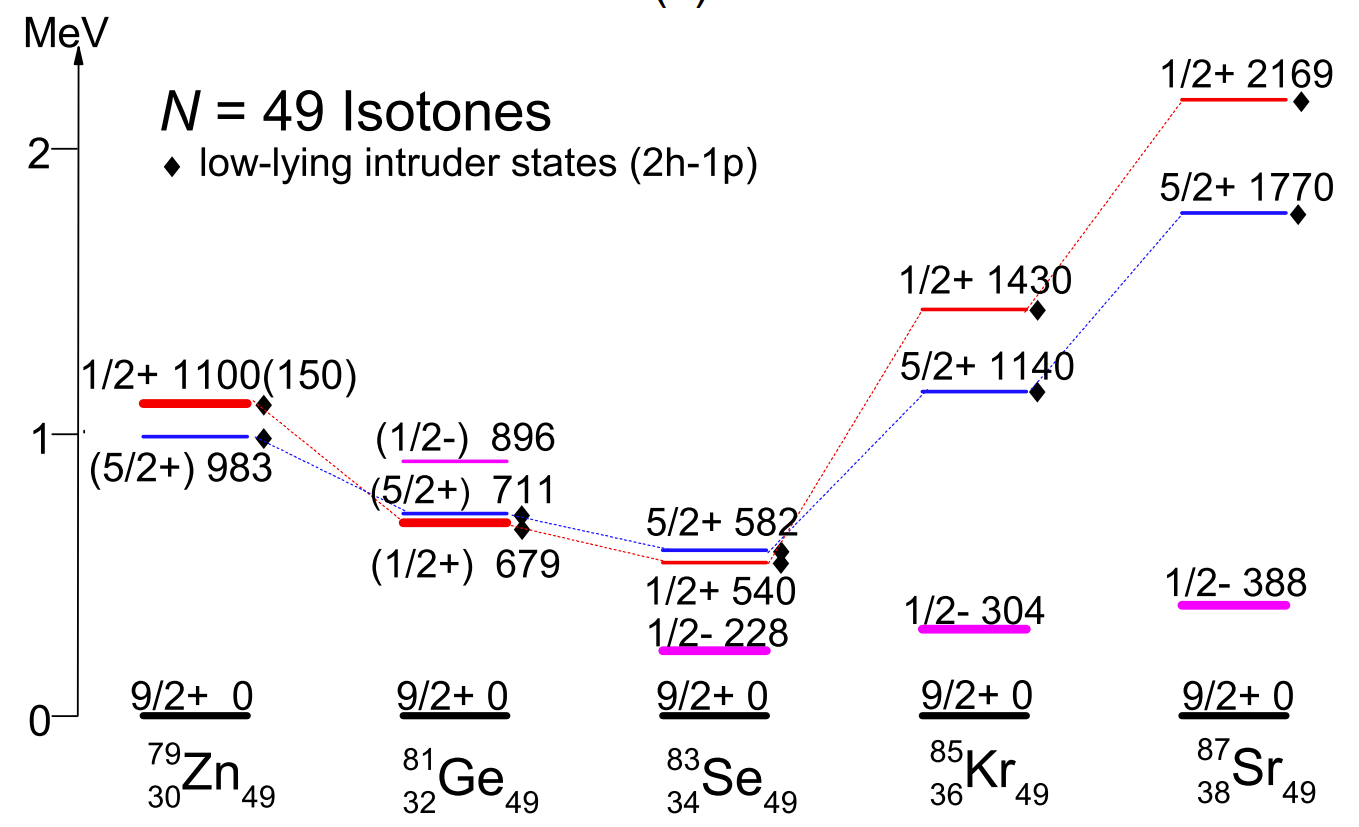 MeV
N = 49 Isotones
♦ low-lying intruder states (2h-1p)
2
1
0
1/2+ 1100(150)
(5/2+) 983
9/2+ 0
(1/2-) 896
(5/2+) 711
(1/2+) 679
9/2+ 0
5/2+ 582
1/2+ 540
1/2- 228
9/2+ 0
1/2+ 1430
5/2+ 1140
1/2- 304
9/2+ 0
1/2+ 2169
5/2+ 1770
1/2- 388
9/2+ 0
79 30 Zn 49
81 32 Ge 49
83 34 Se 49
85 36 Kr 49
87 38 Sr 49